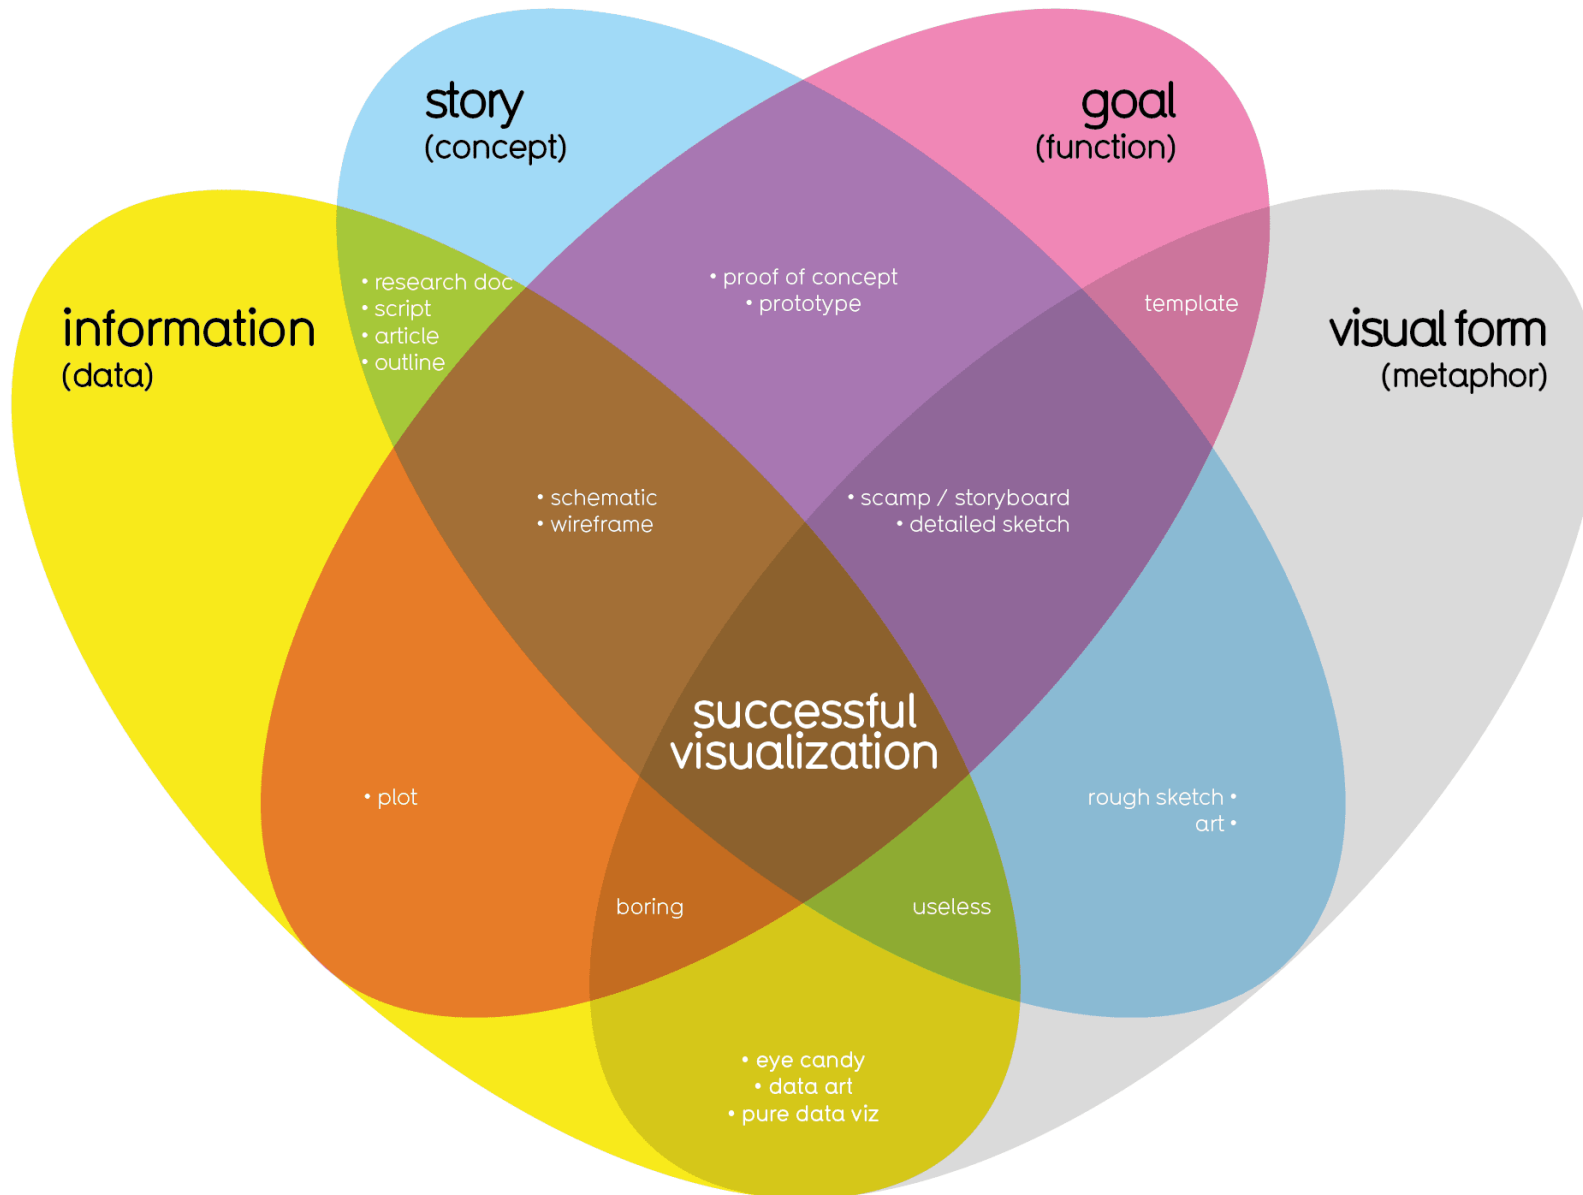 story
(concept)
goal
(function)
information
(data)
visual form
(metaphor)
• research doc
• script
• article
• outline
• proof of concept
• prototype
template
• schematic
• wireframe
• scamp / storyboard
• detailed sketch
successful
visualization
• plot
rough sketch •
art •
boring
useless
• eye candy
• data art
• pure data viz